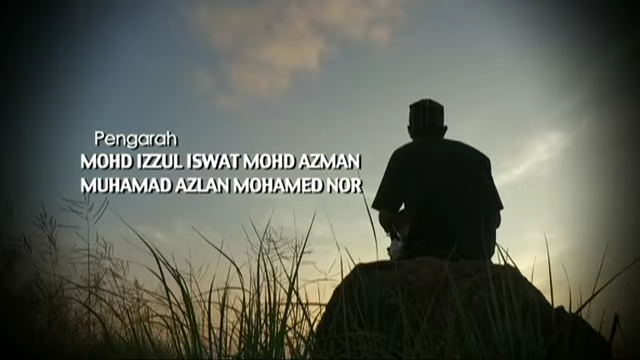 Pengarah
MOHD IZZUL ISWAT MOHD AZMAN
MUHAMAD AZLAN MOHAMED NOR